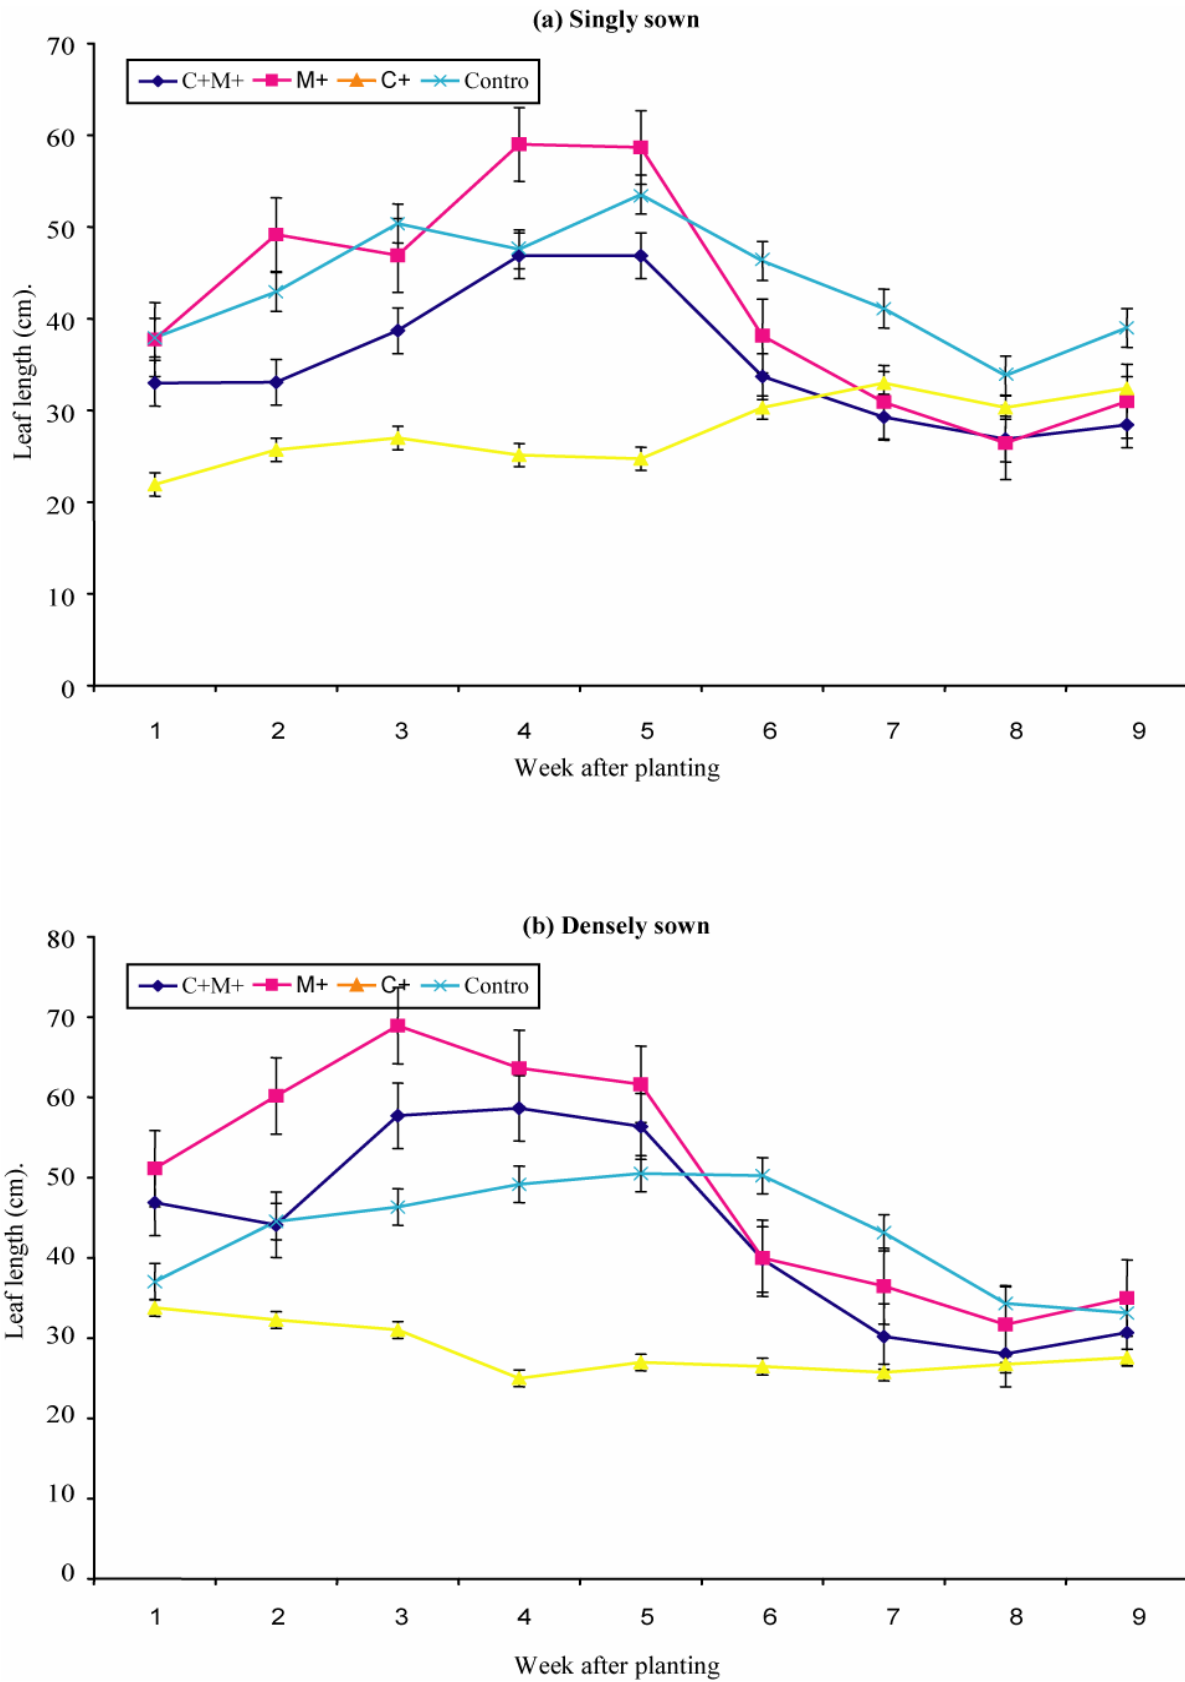 (a) Singly sown
70
C+M+ M+ C+ Contro
60
50
40
30
20
10
0
Leaf length (cm).
1 2 3 4 5 6 7 8 9
Week after planting
(b) Densely sown
80
C+M+ M+ C+ Contro
70
60
50
40
30
20
10
0
Leaf length (cm).
1 2 3 4 5 6 7 8 9
Week after planting